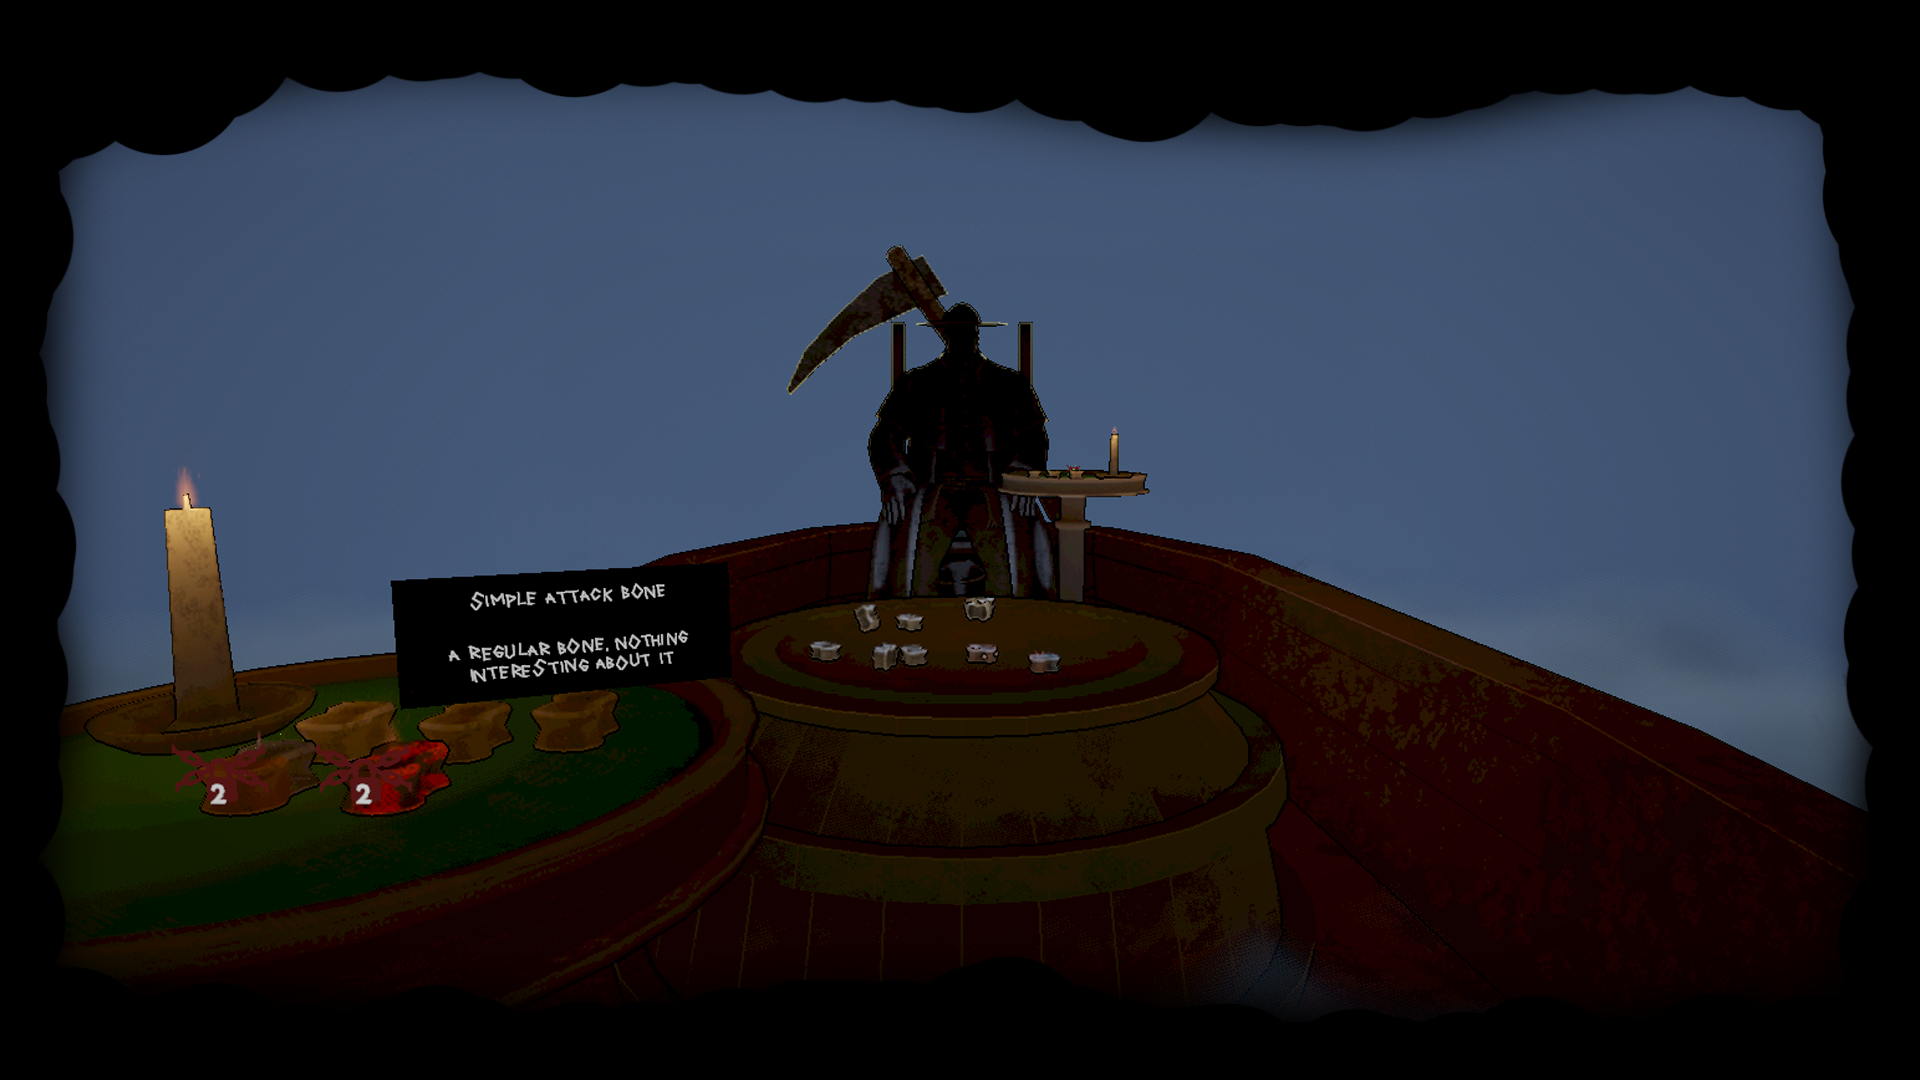 SIMPLE ATTACK BONE
A REGULAR BONE, NOTHING
INTERESTING ABOUT IT
2 2